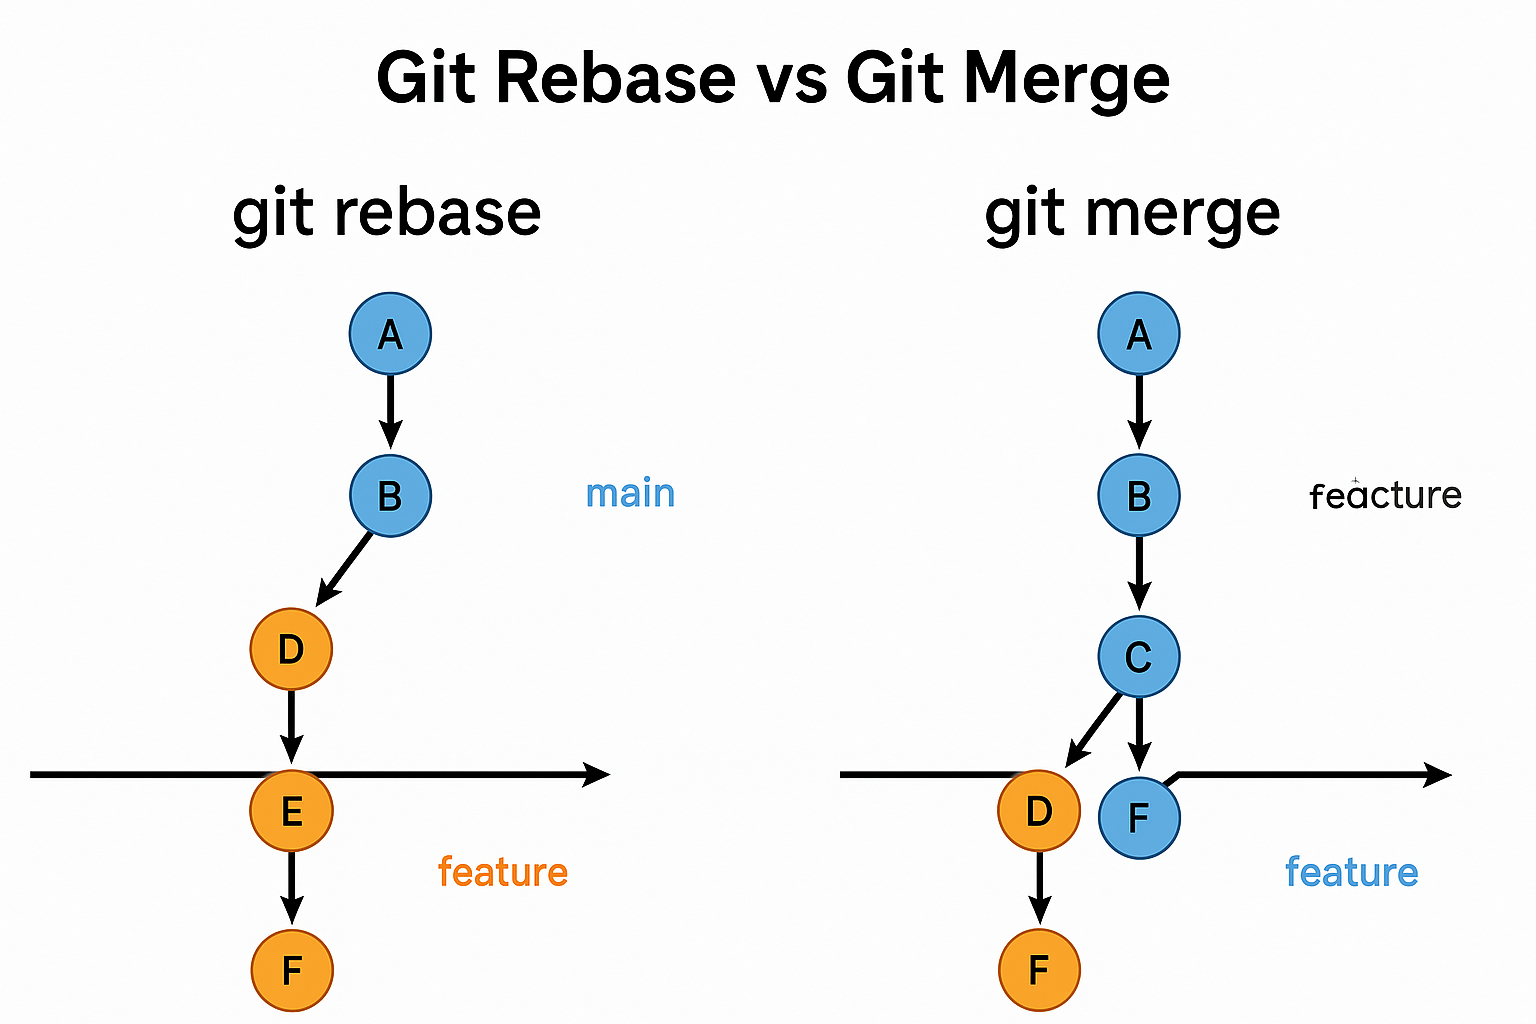 Git Rebase vs Git Merge
git rebase
A
B
main
D
E
feature
F
git merge
A
B
feacture
C
D
F
feature
F